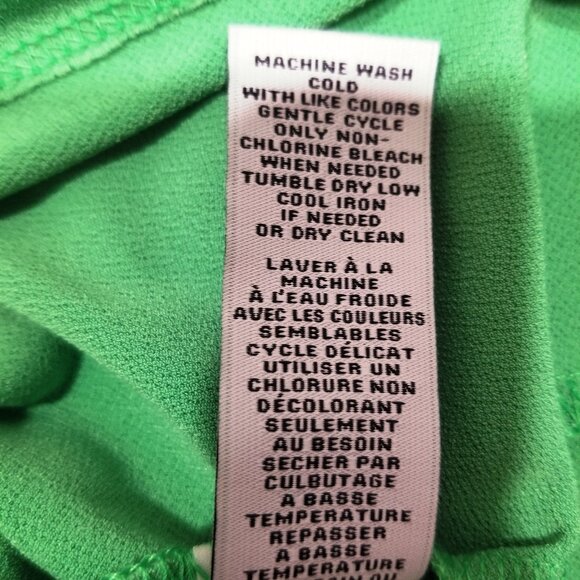 MACHINE WASH
COLD
WITH LIKE COLORS
GENTLE CYCLE
ONLY NON-
CHLORINE BLEACH
WHEN NEEDED
TUMBLE DRY LOW
COOL IRON
IF NEEDED
OR DRY CLEAN
LAVER À LA
MACHINE
À L'EAU FROIDE
AVEC LES COULEURS
SEMBLABLES
CYCLE DÉLICAT
UTILISER UN
CHLORURE NON
DÉCOLORANT
SEULEMENT
AU BESOIN
SECHER PAR
CULBUTAGE
A BASSE
TEMPERATURE
REPASSER
A BASSE
TEMPERATURE